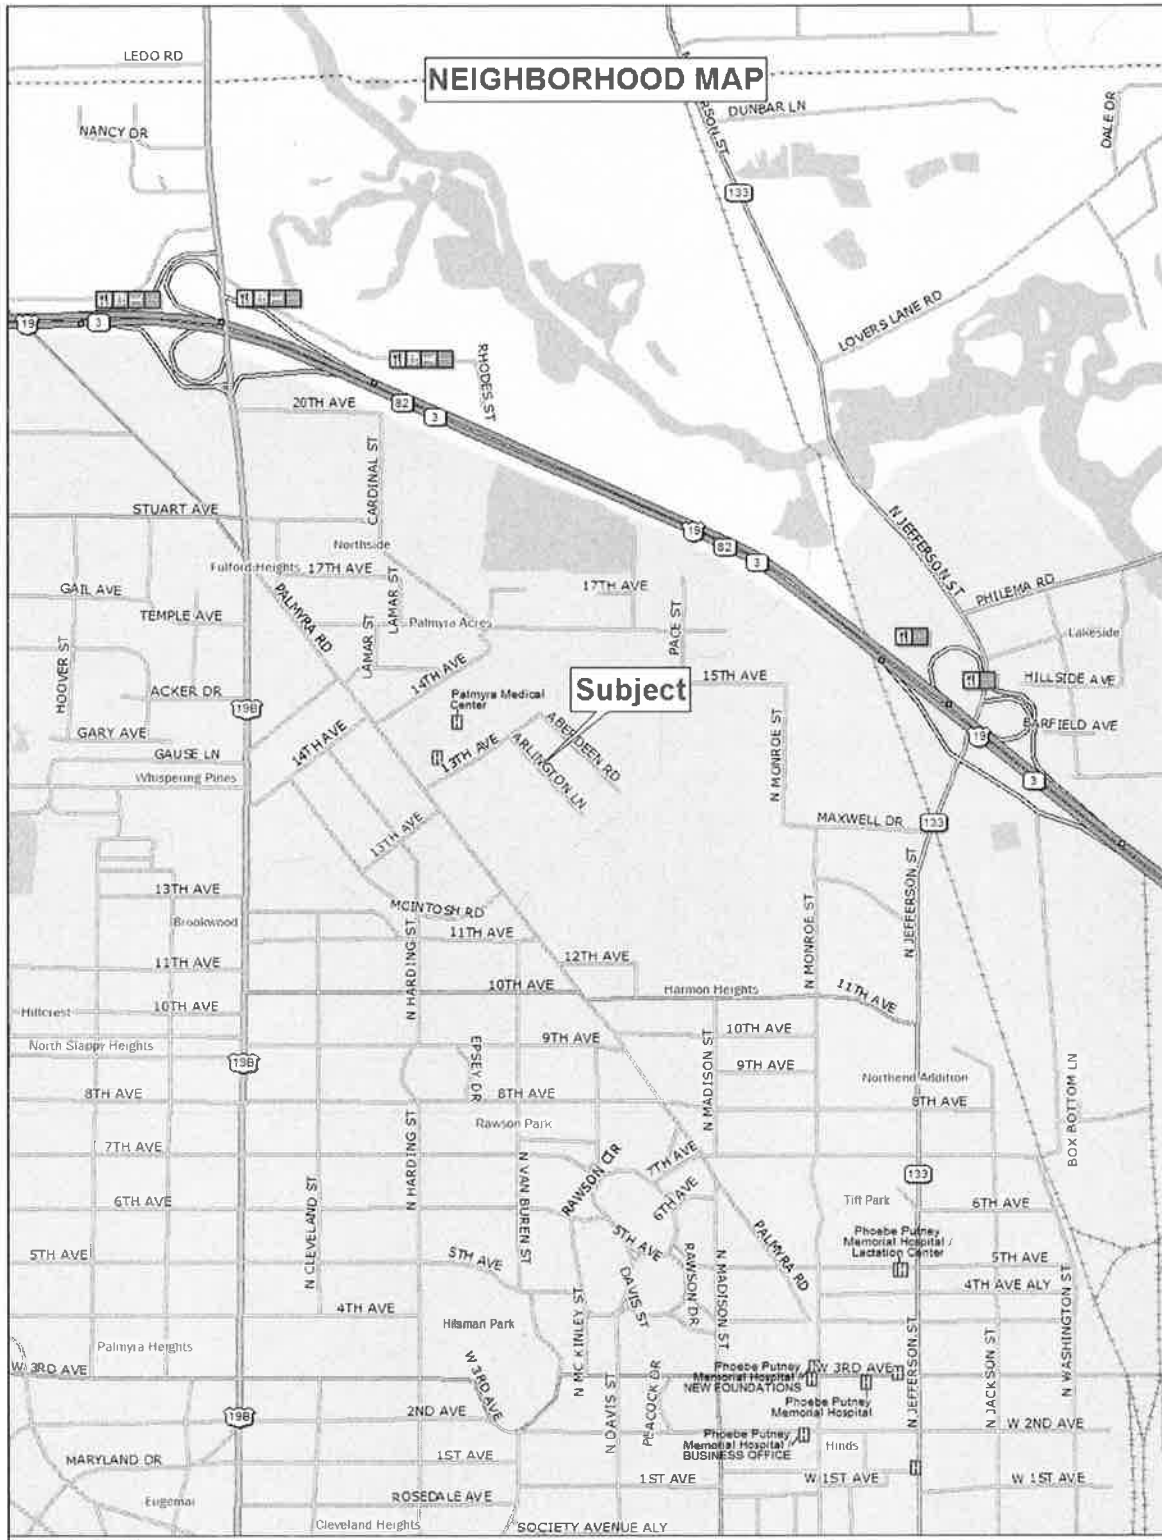 LEDO RD
NEIGHBORHOOD MAP
DUNBAR LN
NANCY DR
DALE DR
133
LOVERS LANE RD
19
3
RHODES ST
82
3
20TH AVE
CARDINAL ST
STUART AVE
N JEFFERSON ST
19
82
3
Northside
Fulford Heights
17TH AVE
17TH AVE
GAIL AVE
PHILEMA RD
TEMPLE AVE
PALMYRA RD
LAMAR ST
LAMAR ST
Palmyra Acres
PACE ST
Lakeside
HOOVER ST
14TH AVE
15TH AVE
HILLSIDE AVE
ACKER DR
Palmyra Medical
Center
H
Subject
19B
GARY AVE
14TH AVE
ABERDEEN RD
BARFIELD AVE
19
GAUSE LN
H
13TH AVE
ARLINGTON LN
N MONROE ST
Whispering Pines
3
13TH AVE
MAXWELL DR
133
13TH AVE
MCINTOSH RD
Brookwood
11TH AVE
N HARDING ST
N MONROE ST
N JEFFERSON ST
11TH AVE
12TH AVE
10TH AVE
Harmon Heights
11TH AVE
Hillcrest
10TH AVE
North Slappy Heights
9TH AVE
10TH AVE
19B
EPSEY DR
N MADISON ST
9TH AVE
Northend Addition
8TH AVE
8TH AVE
8TH AVE
BOX BOTTOM LN
Rawson Park
7TH AVE
N HARDING ST
N VAN BUREN ST
RAWSON CIR
7TH AVE
133
6TH AVE
N CLEVELAND ST
6TH AVE
Tift Park
6TH AVE
Phoebe Putney
Memorial Hospital /
Lactation Center
H
5TH AVE
5TH AVE
5TH AVE
PALMYRA RD
5TH AVE
DAVIS ST
RAWSON DR
N MADISON ST
4TH AVE ALY
4TH AVE
Hilsman Park
N MC KINLEY ST
N JEFFERSON ST
N JACKSON ST
N WASHINGTON ST
Palmyra Heights
W 3RD AVE
W 3RD AVE
Phoebe Putney
Memorial Hospital /
NEW FOUNDATIONS
H
H
W 3RD AVE
H
H
Phoebe Putney
Memorial Hospital
19B
2ND AVE
N DAVIS ST
PEACOCK DR
W 2ND AVE
Phoebe Putney
Memorial Hospital /
BUSINESS OFFICE
H
Hinds
MARYLAND DR
1ST AVE
1ST AVE
W 1ST AVE
H
W 1ST AVE
ROSEDALE AVE
Cleveland Heights
SOCIETY AVENUE ALY